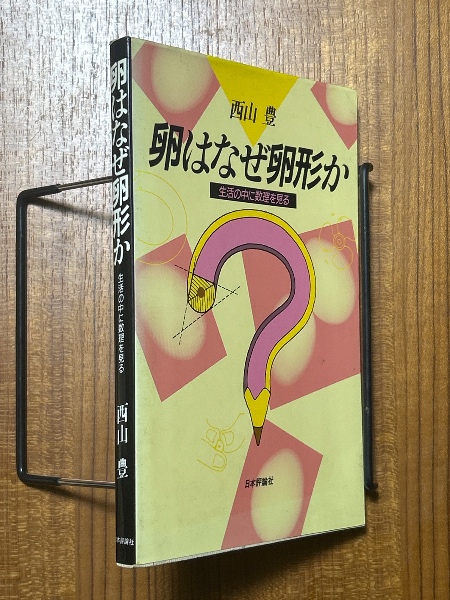 西山 豊
卵はなぜ卵形か
生活の中に数理を見る
日本評論社
卵はなぜ卵形か
生活の中に数理を見る
西山 豊
日本評論社